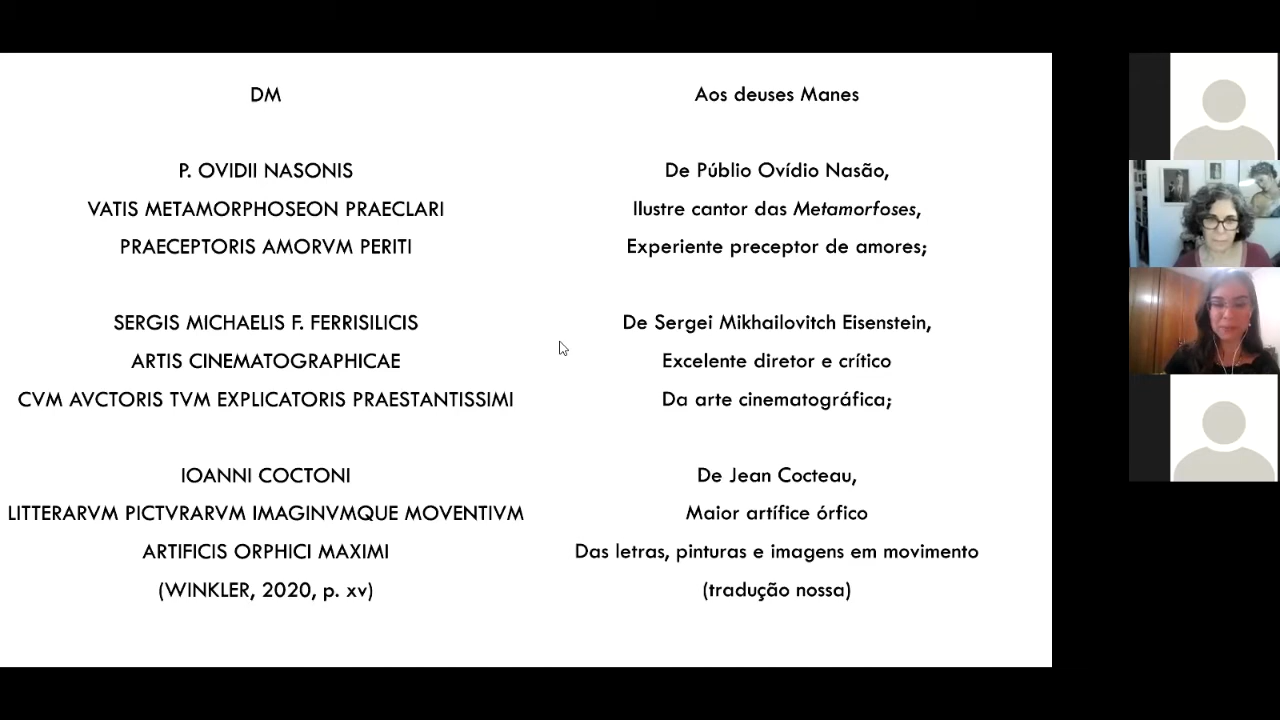 DM
P. OVIDII NASONIS
VATIS METAMORPHOSEON PRAECLARI
PRAECEPTORIS AMORVM PERITI
SERGIS MICHAELIS F. FERRISILICIS
ARTIS CINEMATOGRAPHICAE
CVM AVCTORIS TVM EXPLICATORIS PRAESTANTISSIMI
IOANNI COCTONI
LITTERARVM PICTVRARVM IMAGINVMQUE MOVENTIVM
ARTIFICIS ORPHICI MAXIMI
(WINKLER, 2020, p. xv)
Aos deuses Manes
De Públio Ovídio Nasão,
Ilustre cantor das Metamorfoses,
Experiente preceptor de amores;
De Sergei Mikhailovitch Eisenstein,
Excelente diretor e crítico
Da arte cinematográfica;
De Jean Cocteau,
Maior artífice órfico
Das letras, pinturas e imagens em movimento
(tradução nossa)